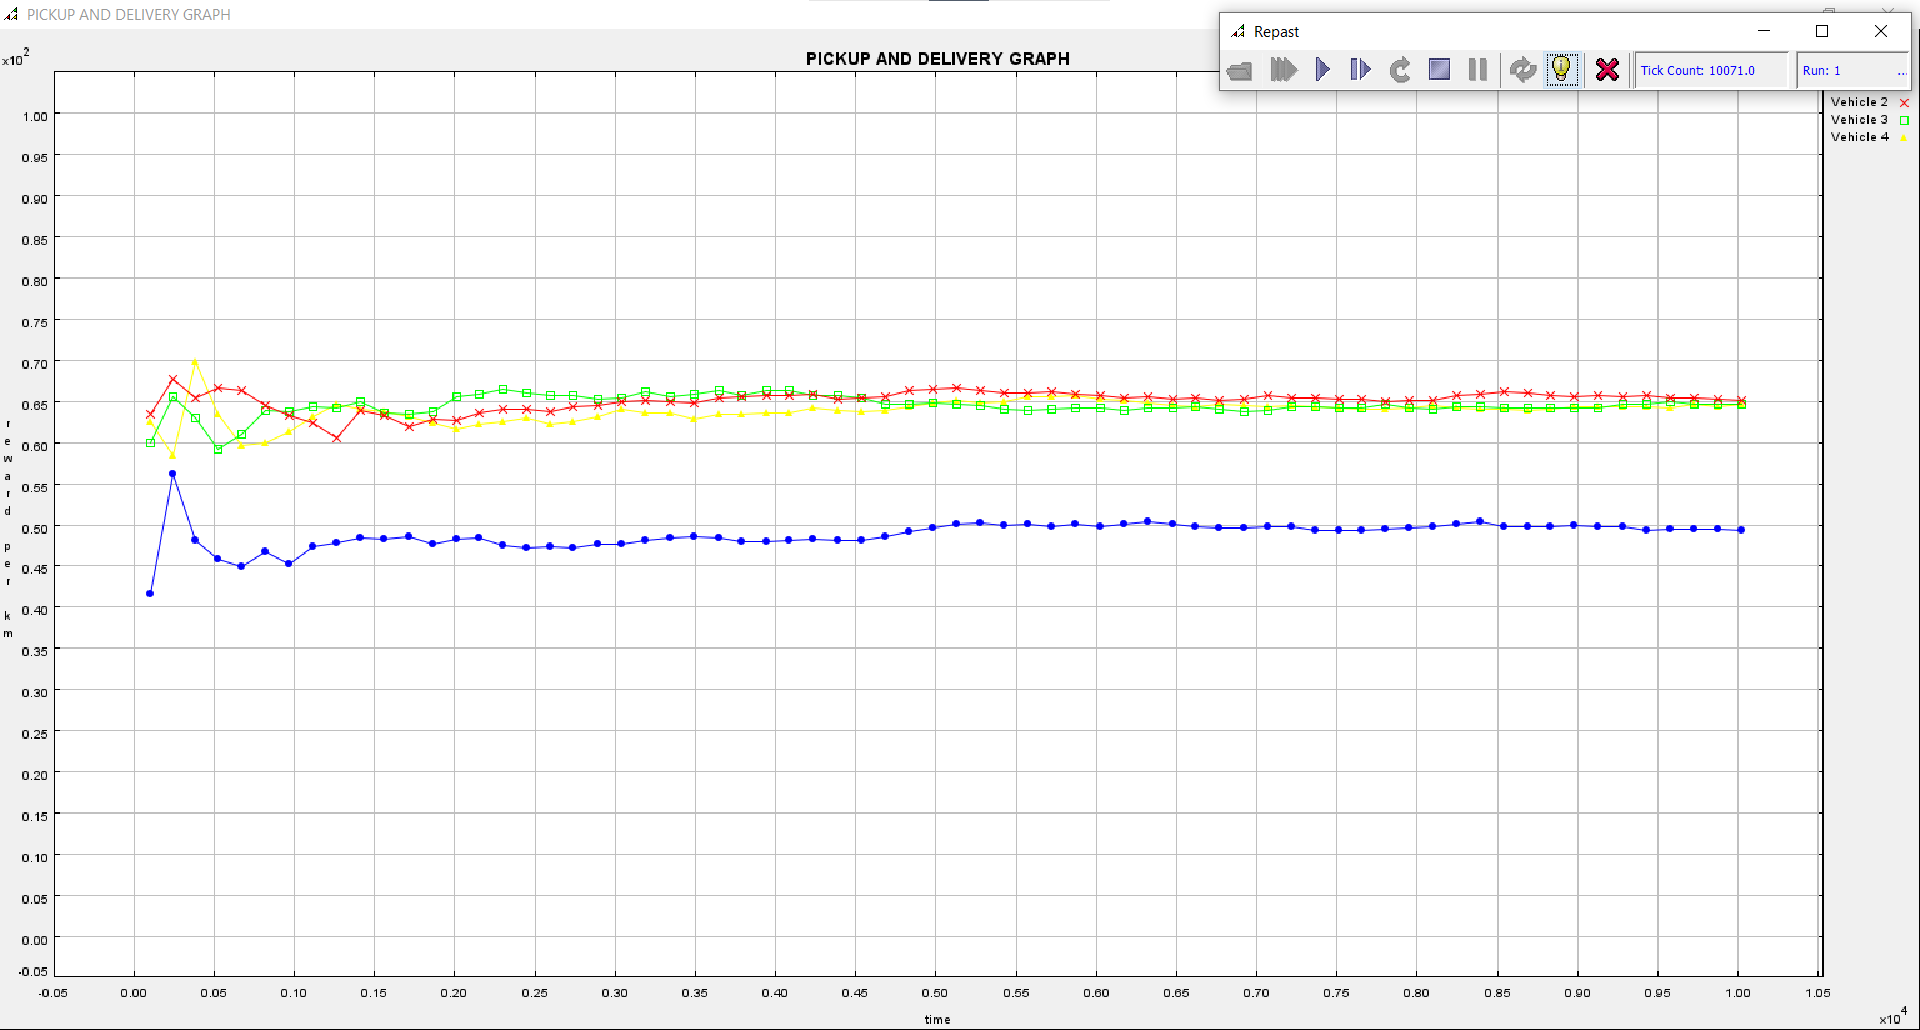 PICKUP AND DELIVERY GRAPH
Repast
Tick Count: 10071.0
Run: 1
...
PICKUP AND DELIVERY GRAPH
x10 2
Vehicle 2
Vehicle 3
Vehicle 4
1.00
0.95
0.90
0.85
0.80
0.75
0.70
0.65
0.60
0.55
0.50
0.45
0.40
0.35
0.30
0.25
0.20
0.15
0.10
0.05
0.00
-0.05
reward per km
-0.05 0.00 0.05 0.10 0.15 0.20 0.25 0.30 0.35 0.40 0.45 0.50 0.55 0.60 0.65 0.70 0.75 0.80 0.85 0.90 0.95 1.00 1.05
time
x10 4